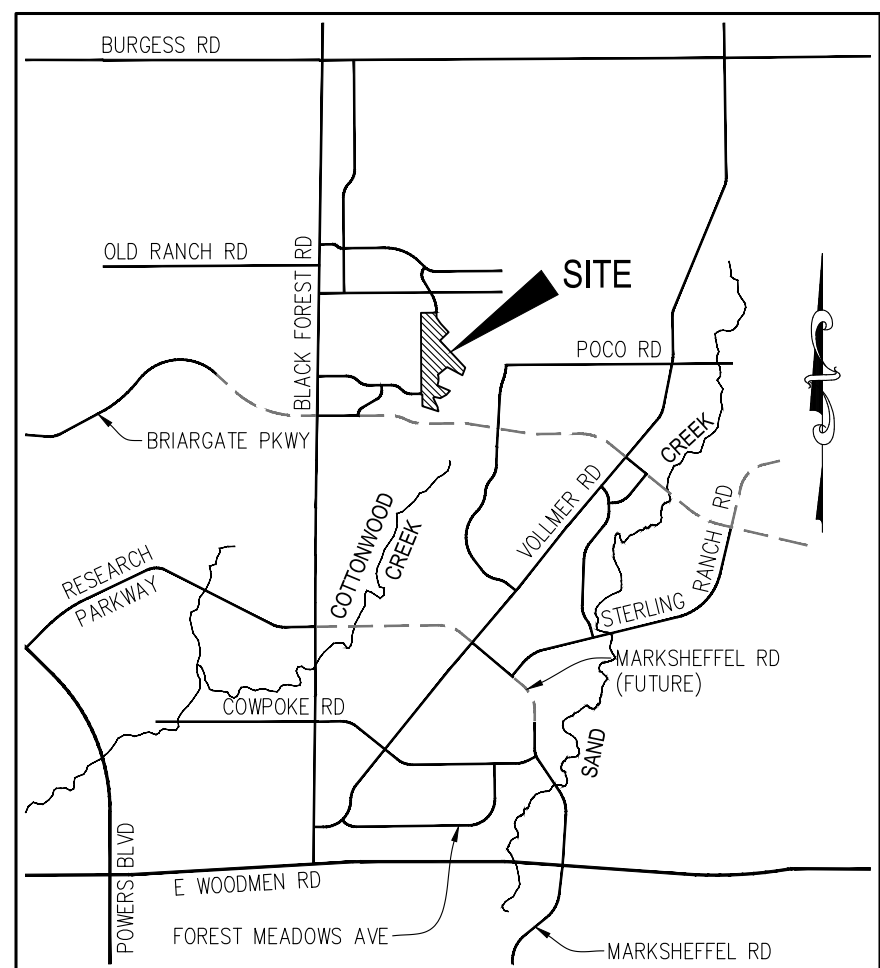 BURGESS RD
OLD RANCH RD
BLACK FOREST RD
SITE
POCO RD
BRIARGATE PKWY
CREEK
VOLLMER RD
COTTONWOOD
CREEK
RESEARCH
PARKWAY
STERLING
RANCH RD
MARKSHEFFEL RD
(FUTURE)
COWPOKE RD
SAND
POWERS BLVD
E WOODMEN RD
FOREST MEADOWS AVE
MARKSHEFFEL RD